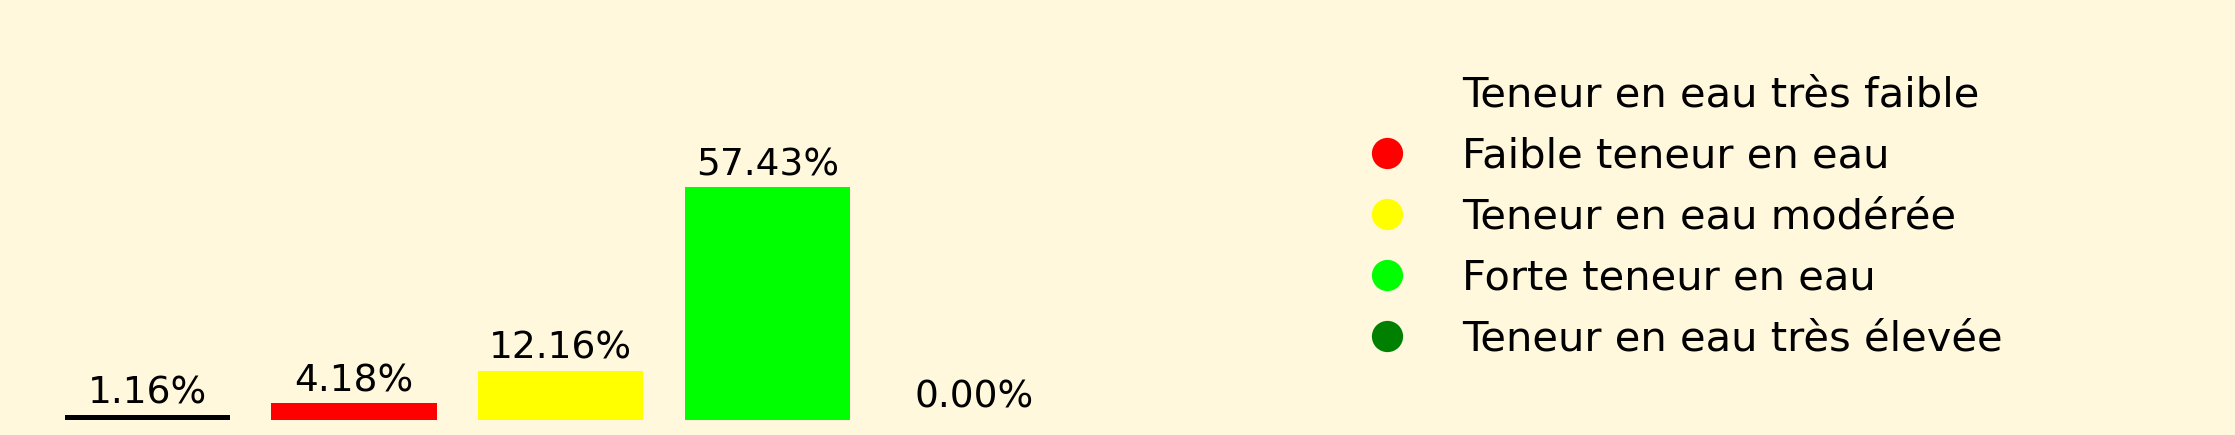 1.16%
4.18%
12.16%
57.43%
0.00%
Teneur en eau très faible
Faible teneur en eau
Teneur en eau modérée
Forte teneur en eau
Teneur en eau très élevée